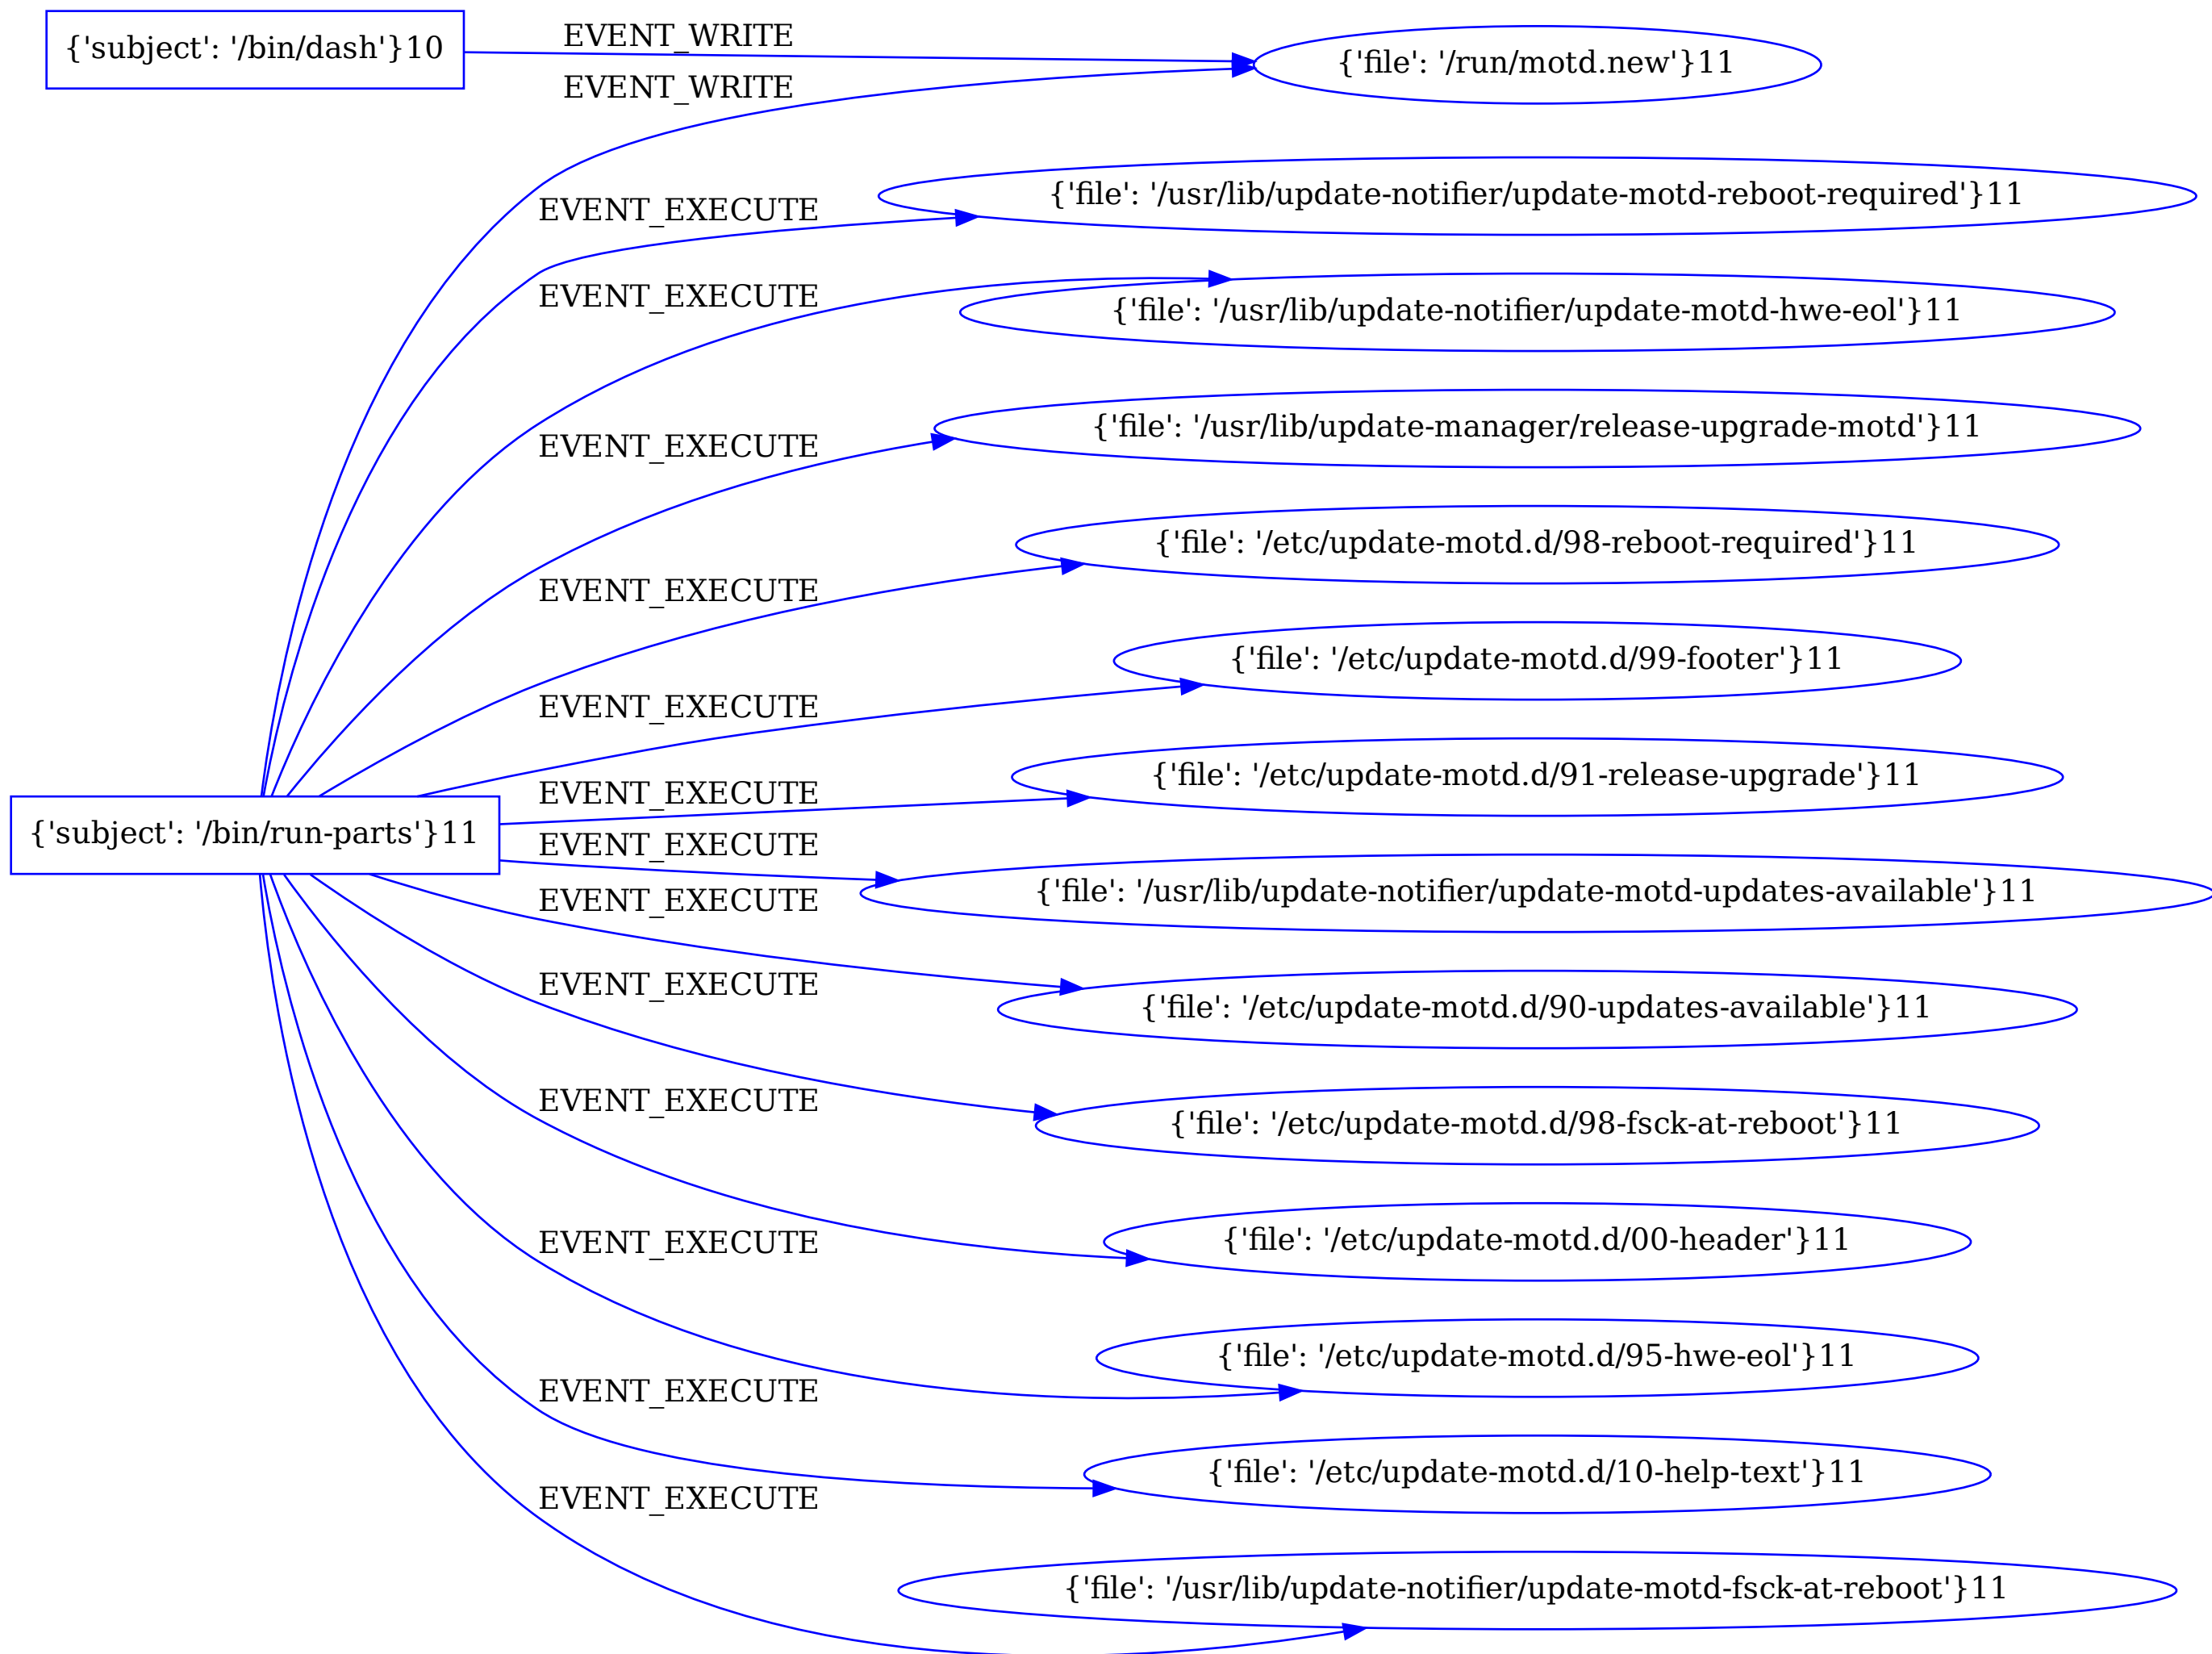 {'subject': '/bin/dash'}10
EVENT_WRITE
{'file': '/run/motd.new'}11
EVENT_WRITE
EVENT_EXECUTE
{'file': '/usr/lib/update-notifier/update-motd-reboot-required'}11
EVENT_EXECUTE
{'file': '/usr/lib/update-notifier/update-motd-hwe-eol'}11
EVENT_EXECUTE
{'file': '/usr/lib/update-manager/release-upgrade-motd'}11
EVENT_EXECUTE
{'file': '/etc/update-motd.d/98-reboot-required'}11
EVENT_EXECUTE
{'file': '/etc/update-motd.d/99-footer'}11
EVENT_EXECUTE
{'file': '/etc/update-motd.d/91-release-upgrade'}11
{'subject': '/bin/run-parts'}11
EVENT_EXECUTE
{'file': '/usr/lib/update-notifier/update-motd-updates-available'}11
EVENT_EXECUTE
{'file': '/etc/update-motd.d/90-updates-available'}11
EVENT_EXECUTE
{'file': '/etc/update-motd.d/98-fsck-at-reboot'}11
EVENT_EXECUTE
{'file': '/etc/update-motd.d/00-header'}11
EVENT_EXECUTE
{'file': '/etc/update-motd.d/95-hwe-eol'}11
EVENT_EXECUTE
{'file': '/etc/update-motd.d/10-help-text'}11
EVENT_EXECUTE
{'file': '/usr/lib/update-notifier/update-motd-fsck-at-reboot'}11